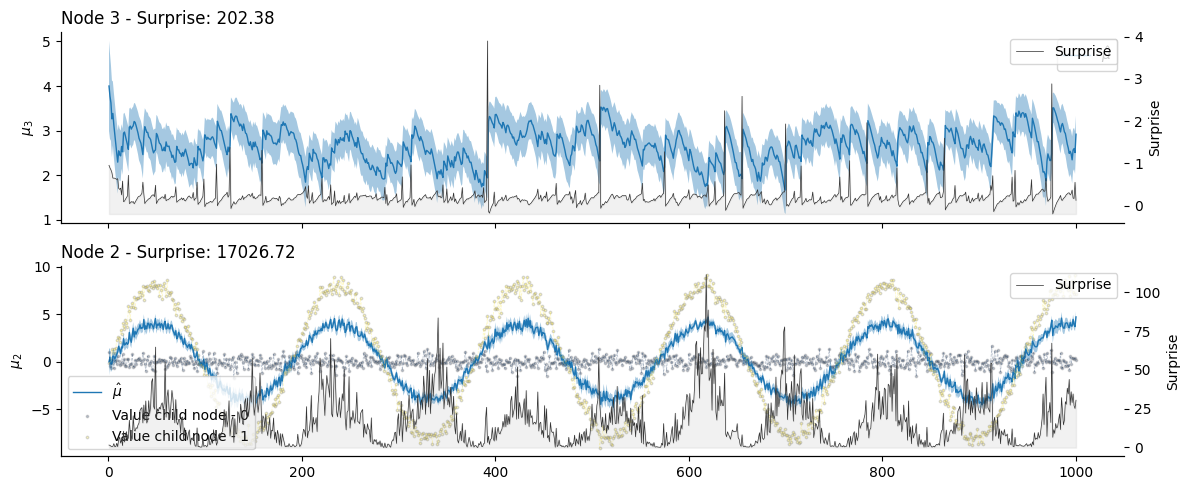 Node 3 - Surprise: 202.38
5
4
3
2
1
μ₃
Surprise
4
3
2
1
0
Surprise
Node 2 - Surprise: 17026.72
10
5
0
−5
μ₂
μ̂
Value child node - 0
Value child node - 1
Surprise
100
75
50
25
0
Surprise
0
200
400
600
800
1000